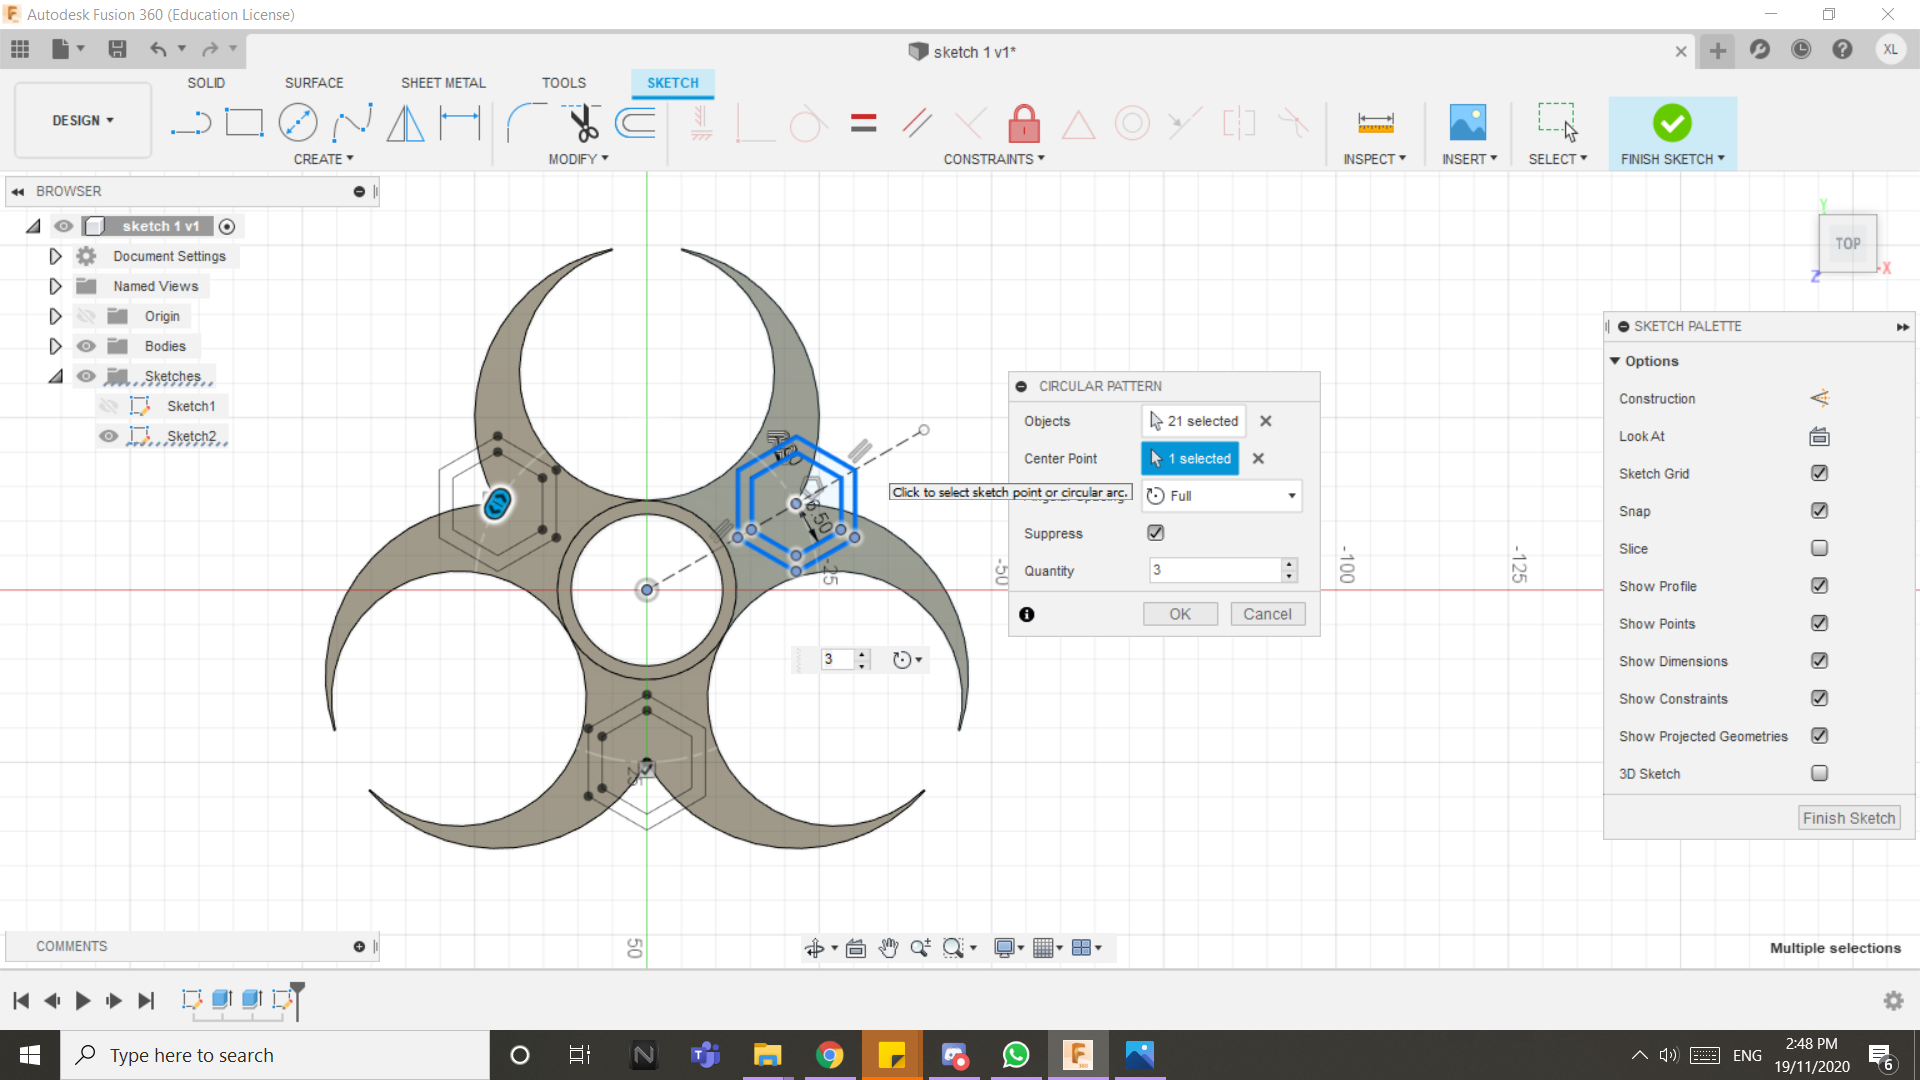 Autodesk Fusion 360 (Education License)
sketch 1 v1*
XL
SOLID
SURFACE
SHEET METAL
TOOLS
SKETCH
DESIGN
CREATE
MODIFY
CONSTRAINTS
INSPECT
INSERT
SELECT
FINISH SKETCH
BROWSER
sketch 1 v1
Document Settings
Named Views
Origin
Bodies
Sketches
Sketch1
Sketch2
Y
TOP
X
Z
SKETCH PALETTE
Options
Construction
Look At
Sketch Grid
Snap
Slice
Show Profile
Show Points
Show Dimensions
Show Constraints
Show Projected Geometries
3D Sketch
Finish Sketch
CIRCULAR PATTERN
Objects
21 selected
Center Point
1 selected
Click to select sketch point or circular arc.
Full
Suppress
Quantity
3
OK
Cancel
3
-25
-50
-100
-125
8.50
25
50
COMMENTS
Multiple selections
Type here to search
ENG
2:48 PM
19/11/2020
6